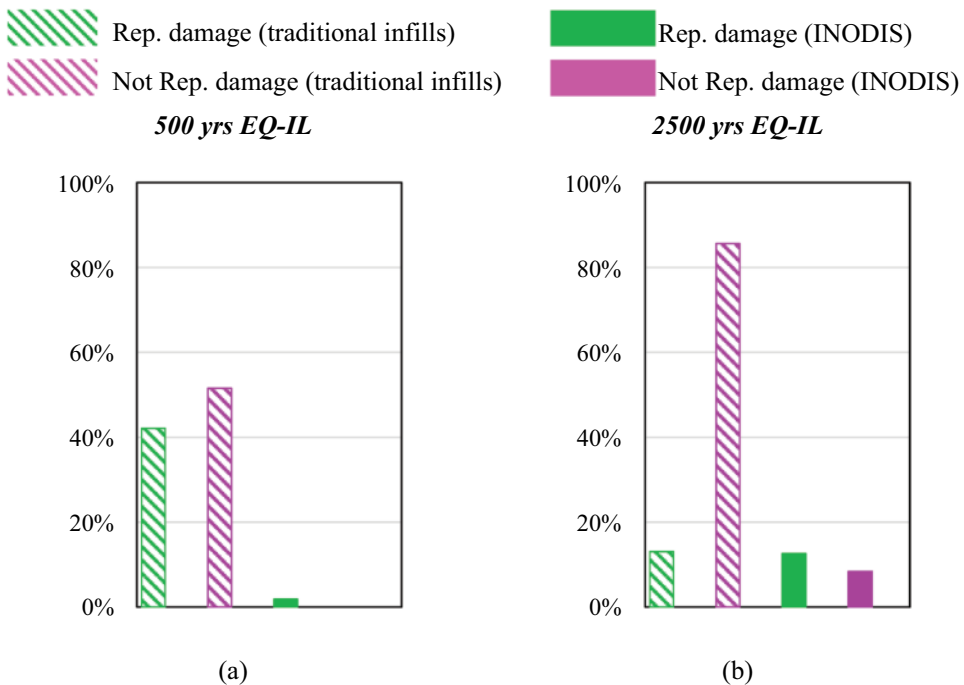 Rep. damage (traditional infills) Rep. damage (INODIS)
Not Rep. damage (traditional infills) Not Rep. damage (INODIS)
500 yrs EQ-IL 2500 yrs EQ-IL
100% 100%
80% 80%
60% 60%
40% 40%
20% 20%
0% 0%
(a) (b)